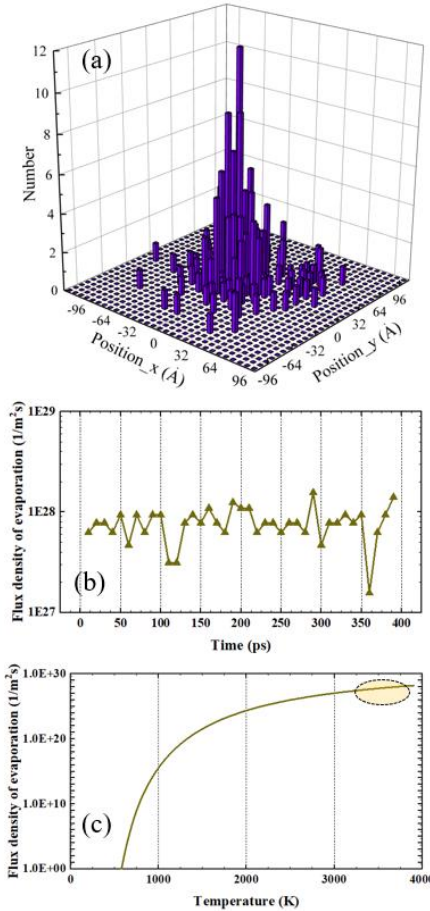 (a)
12
10
8
6
4
2
0
Number
-96
-64
-32
0
32
64
96
Position_x (Å)
-96
-64
-32
0
32
64
96
Position_y (Å)
1E29
1E28
1E27
Flux density of evaporation (1/m²s)
(b)
0 50 100 150 200 250 300 350 400
Time (ps)
1.0E+30
1.0E+20
1.0E+10
1.0E+00
Flux density of evaporation (1/m²s)
(c)
0 1000 2000 3000 4000
Temperature (K)